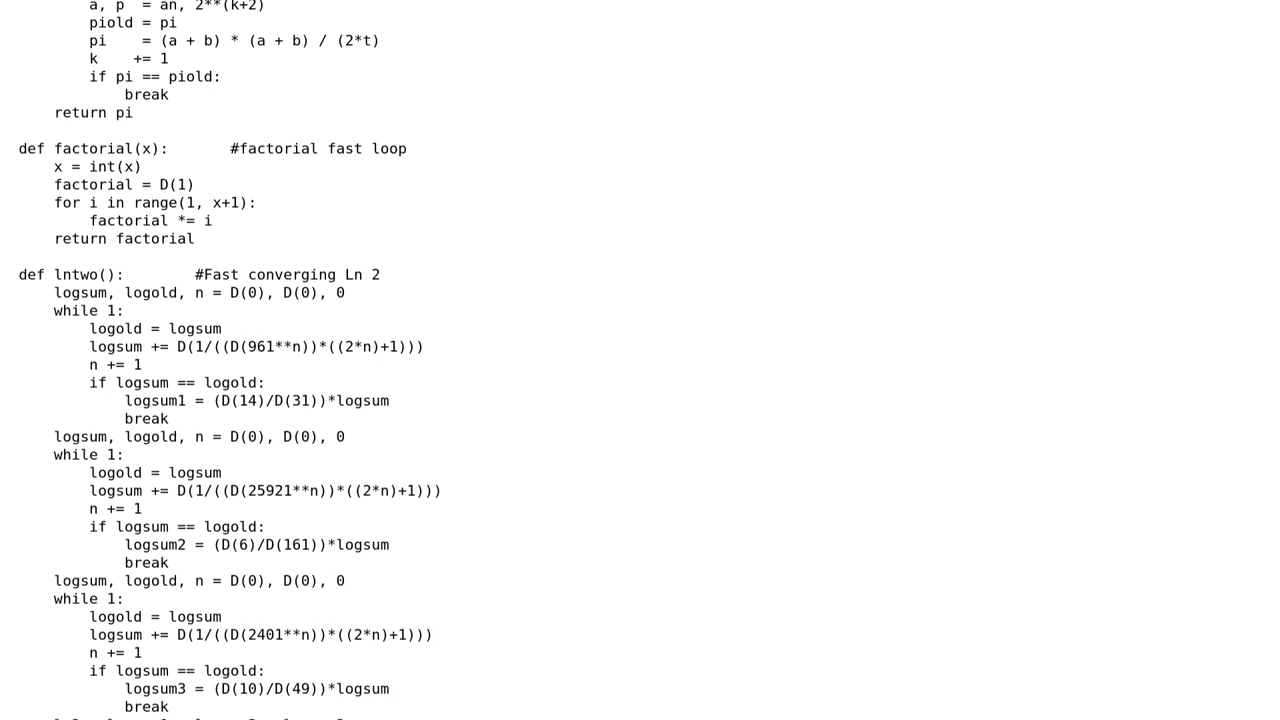 a, p  = an, 2**(k+2)
        piold = pi
        pi    = (a + b) * (a + b) / (2*t)
        k    += 1
        if pi == piold:
            break
    return pi

def factorial(x):       #factorial fast loop
    x = int(x)
    factorial = D(1)
    for i in range(1, x+1):
        factorial *= i
    return factorial

def lntwo():        #Fast converging Ln 2
    logsum, logold, n = D(0), D(0), 0
    while 1:
        logold = logsum
        logsum += D(1/((D(961**n))*((2*n)+1)))
        n += 1
        if logsum == logold:
            logsum1 = (D(14)/D(31))*logsum
            break
    logsum, logold, n = D(0), D(0), 0
    while 1:
        logold = logsum
        logsum += D(1/((D(25921**n))*((2*n)+1)))
        n += 1
        if logsum == logold:
            logsum2 = (D(6)/D(161))*logsum
            break
    logsum, logold, n = D(0), D(0), 0
    while 1:
        logold = logsum
        logsum += D(1/((D(2401**n))*((2*n)+1)))
        n += 1
        if logsum == logold:
            logsum3 = (D(10)/D(49))*logsum
            break